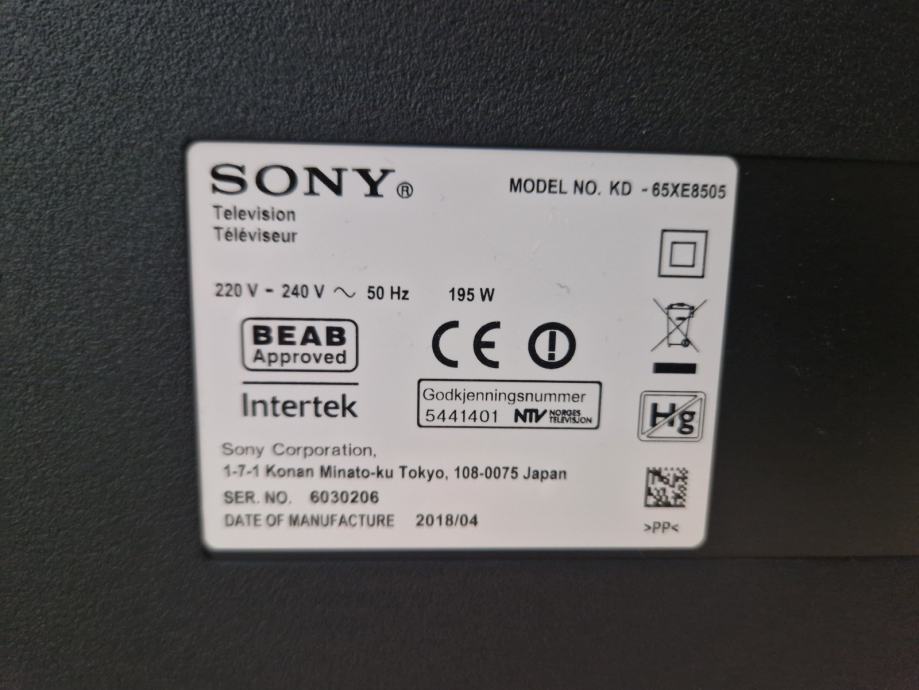 SONY®
MODEL NO. KD - 65XE8505
Television
Téléviseur
220 V - 240 V ~ 50 Hz 195 W
BEAB
Approved
Intertek
CE
Godkjenningsnummer
5441401 NTV NORGES
TELEVISJON
Hg
Sony Corporation,
1-7-1 Konan Minato-ku Tokyo, 108-0075 Japan
SER. NO. 6030206
DATE OF MANUFACTURE 2018/04
>PP<